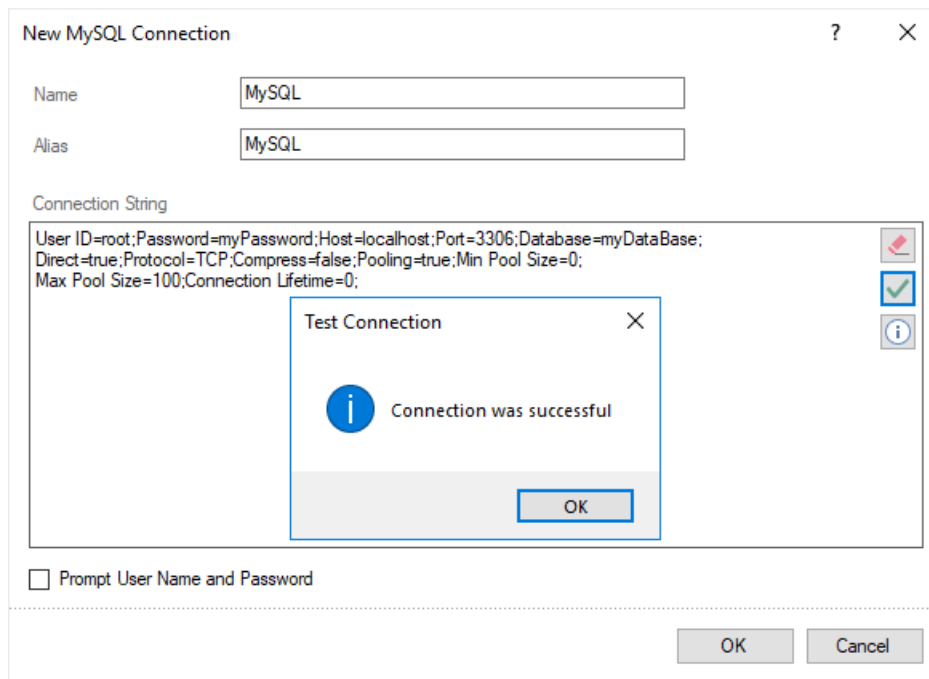 New MySQL Connection
?
Name
MySQL
Alias
MySQL
Connection String
User ID=root;Password=myPassword;Host=localhost;Port=3306;Database=myDataBase;
Direct=true;Protocol=TCP;Compress=false;Pooling=true;Min Pool Size=0;
Max Pool Size=100;Connection Lifetime=0;
Test Connection
Connection was successful
OK
Prompt User Name and Password
OK
Cancel